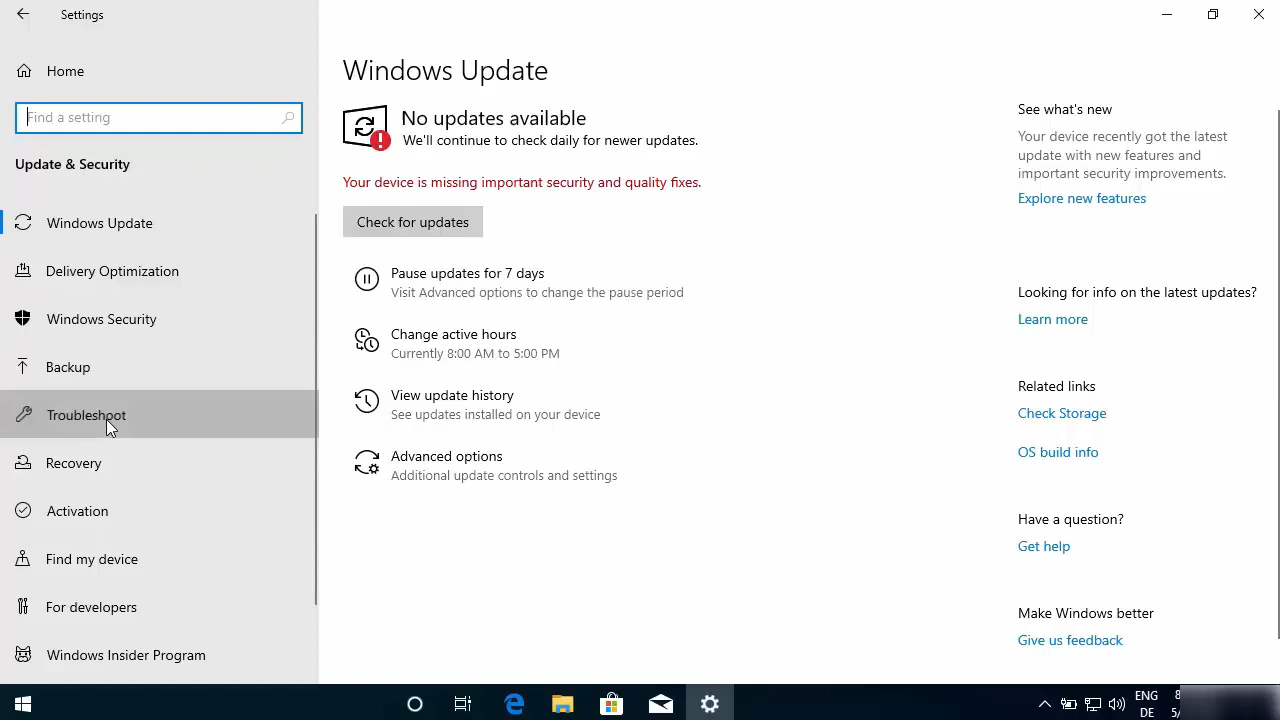 Settings
Home
Find a setting
Update & Security
Windows Update
Delivery Optimization
Windows Security
Backup
Troubleshoot
Recovery
Activation
Find my device
For developers
Windows Insider Program
Windows Update
No updates available
We'll continue to check daily for newer updates.
Your device is missing important security and quality fixes.
Check for updates
Pause updates for 7 days
Visit Advanced options to change the pause period
Change active hours
Currently 8:00 AM to 5:00 PM
View update history
See updates installed on your device
Advanced options
Additional update controls and settings
See what's new
Your device recently got the latest
update with new features and
important security improvements.
Explore new features
Looking for info on the latest updates?
Learn more
Related links
Check Storage
OS build info
Have a question?
Get help
Make Windows better
Give us feedback
ENG
DE